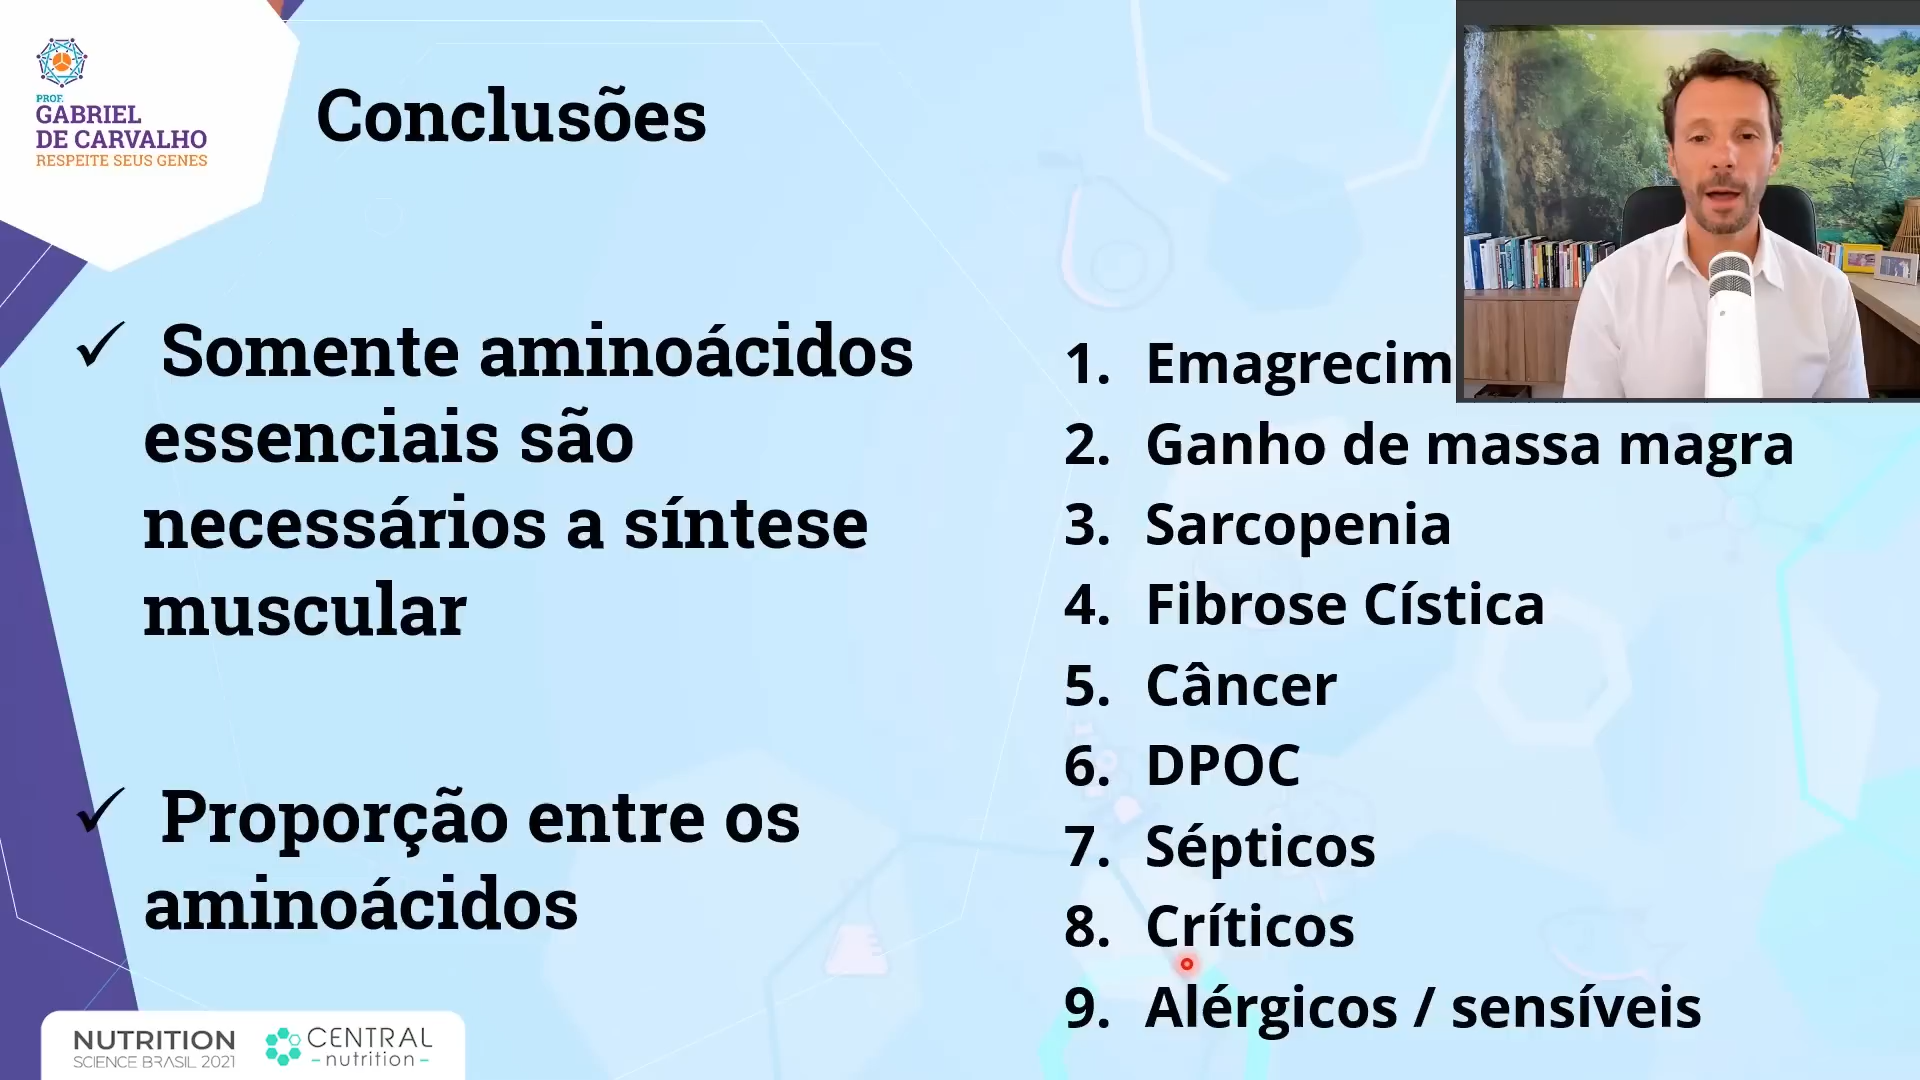 PROF.
GABRIEL
DE CARVALHO
RESPEITE SEUS GENES
Conclusões
✓ Somente aminoácidos
essenciais são
necessários a síntese
muscular
✓ Proporção entre os
aminoácidos
1. Emagrecim
2. Ganho de massa magra
3. Sarcopenia
4. Fibrose Cística
5. Câncer
6. DPOC
7. Sépticos
8. Críticos
9. Alérgicos / sensíveis
NUTRITION
SCIENCE BRASIL 2021
CENTRAL
nutrition